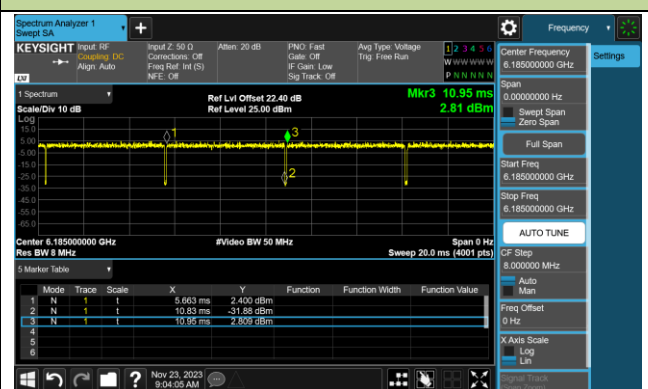 Spectrum Analyzer 1
Swept SA
Frequency
KEYSIGHT Input: RF Input Z: 50 Ω Atten: 20 dB PNO: Fast Avg Type: Voltage 1 2 3 4 5 6
Coupling: DC Corrections: Off Gate: Off Trig: Free Run W W W W W W
Align: Auto Freq Ref: Int (S) IF Gain: Low P N N N N N
NFE: Off Sig Track: Off
LXI
1 Spectrum Ref Lvl Offset 22.40 dB Mkr3 10.95 ms
Scale/Div 10 dB Ref Level 25.00 dBm 2.81 dBm
Log
15.0
5.00
-5.00
-15.0
-25.0
-35.0
-45.0
-55.0
-65.0
1
3
2
Center 6.185000000 GHz #Video BW 50 MHz Span 0 Hz
Res BW 8 MHz Sweep 20.0 ms (4001 pts)
5 Marker Table
Mode Trace Scale X Y Function Function Width Function Value
1 N 1 t 5.663 ms 2.400 dBm
2 N 1 t 10.83 ms -31.88 dBm
3 N 1 t 10.95 ms 2.809 dBm
4
5
6
Nov 23, 2023
9:04:05 AM
Center Frequency
6.185000000 GHz
Settings
Span
0.00000000 Hz
Swept Span
Zero Span
Full Span
Start Freq
6.185000000 GHz
Stop Freq
6.185000000 GHz
AUTO TUNE
CF Step
8.000000 MHz
Auto
Man
Freq Offset
0 Hz
X Axis Scale
Log
Lin
Signal Track
(Span Zoom)